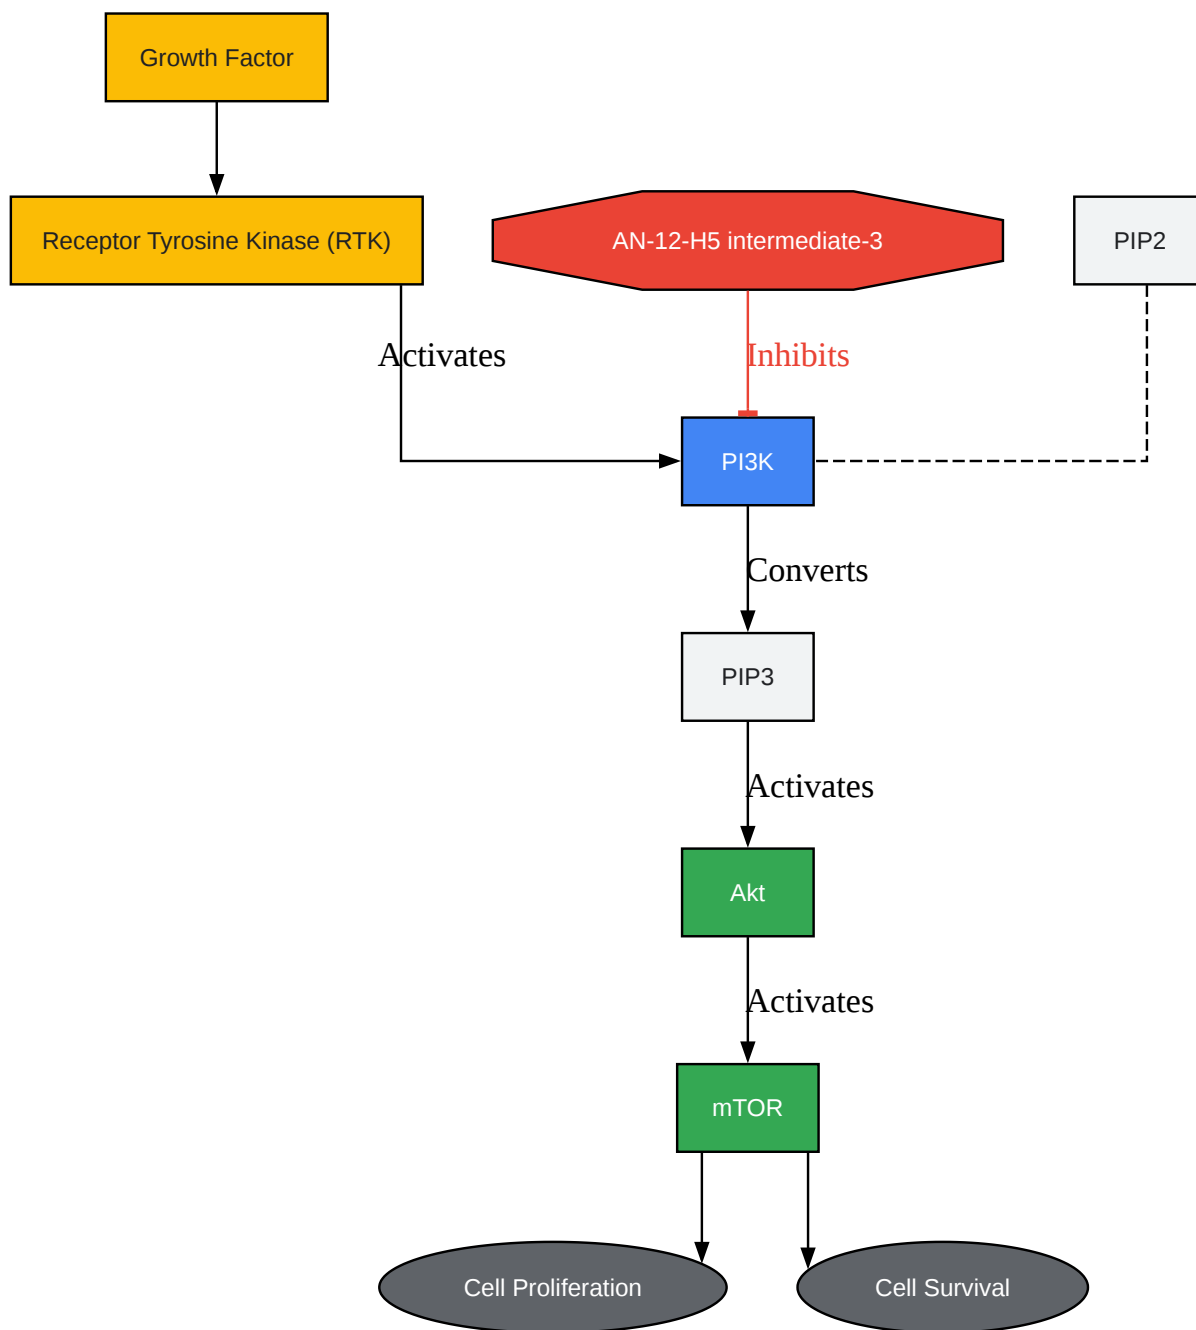 Growth Factor
Receptor Tyrosine Kinase (RTK)
AN-12-H5 intermediate-3
PIP2
Activates
Inhibits
PI3K
Converts
PIP3
Activates
Akt
Activates
mTOR
Cell Proliferation
Cell Survival